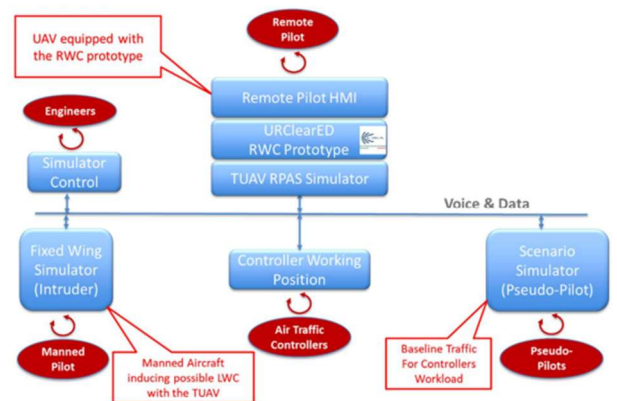 Remote
Pilot
UAV equipped with
the RWC prototype
Remote Pilot HMI
Engineers
URClearED
RWC Prototype
Simulator
Control
TUAV RPAS Simulator
Voice & Data
Fixed Wing
Simulator
(Intruder)
Controller Working
Position
Scenario
Simulator
(Pseudo-Pilot)
Air Traffic
Controllers
Manned
Pilot
Manned Aircraft
inducing possible LWC
with the TUAV
Baseline Traffic
For Controllers
Workload
Pseudo-
Pilots